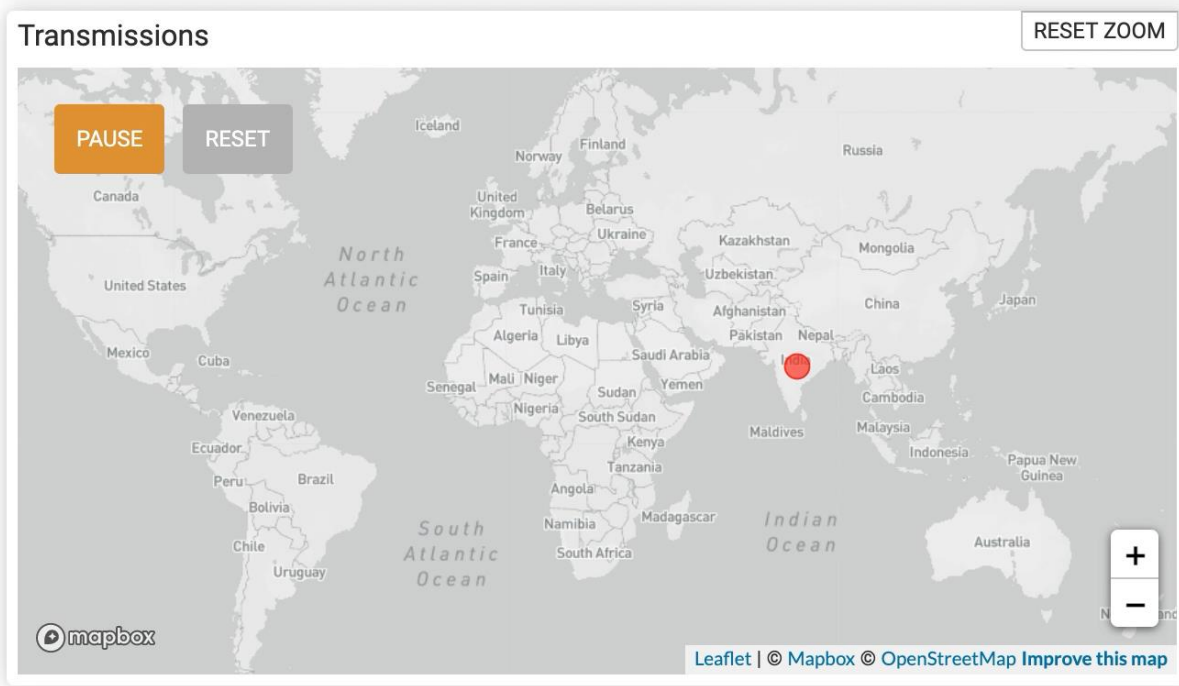 Transmissions
RESET ZOOM
PAUSE
RESET
Iceland
Finland
Norway
Russia
Canada
United
Kingdom
Belarus
Ukraine
France
Kazakhstan
Mongolia
North
Atlantic
Ocean
Spain
Italy
Uzbekistan
United States
Syria
Afghanistan
China
Japan
Tunisia
Algeria
Libya
Pakistan
Nepal
Mexico
Cuba
Saudi Arabia
India
Laos
Senegal
Mali
Niger
Sudan
Yemen
Cambodia
Venezuela
Nigeria
South Sudan
Maldives
Malaysia
Ecuador
Kenya
Indonesia
Papua New
Guinea
Peru
Brazil
Tanzania
Angola
Bolivia
Namibia
Madagascar
Indian
Ocean
South
Atlantic
Ocean
Chile
South Africa
Australia
Uruguay
+
−
mapbox
Leaflet | © Mapbox © OpenStreetMap Improve this map